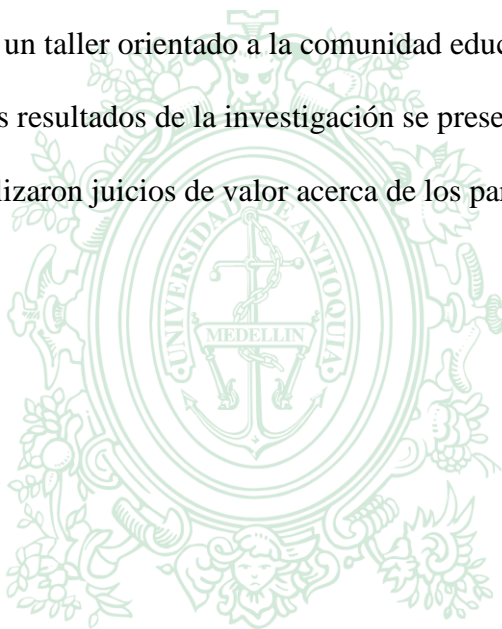 un taller orientado a la comunidad educ
s resultados de la investigación se prese
lizaron juicios de valor acerca de los par
UNIVERSIDAD DE ANTIOQUIA
MEDELLIN